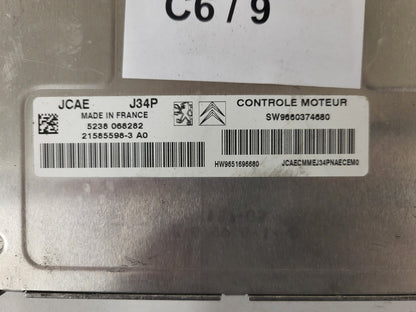 C6 / 9
JCAE J34P CONTROLE MOTEUR
MADE IN FRANCE SW9660374680
5238 068282
21585598-3 A0
HW9651696680 JCAECMMEJ34PNAECEM0